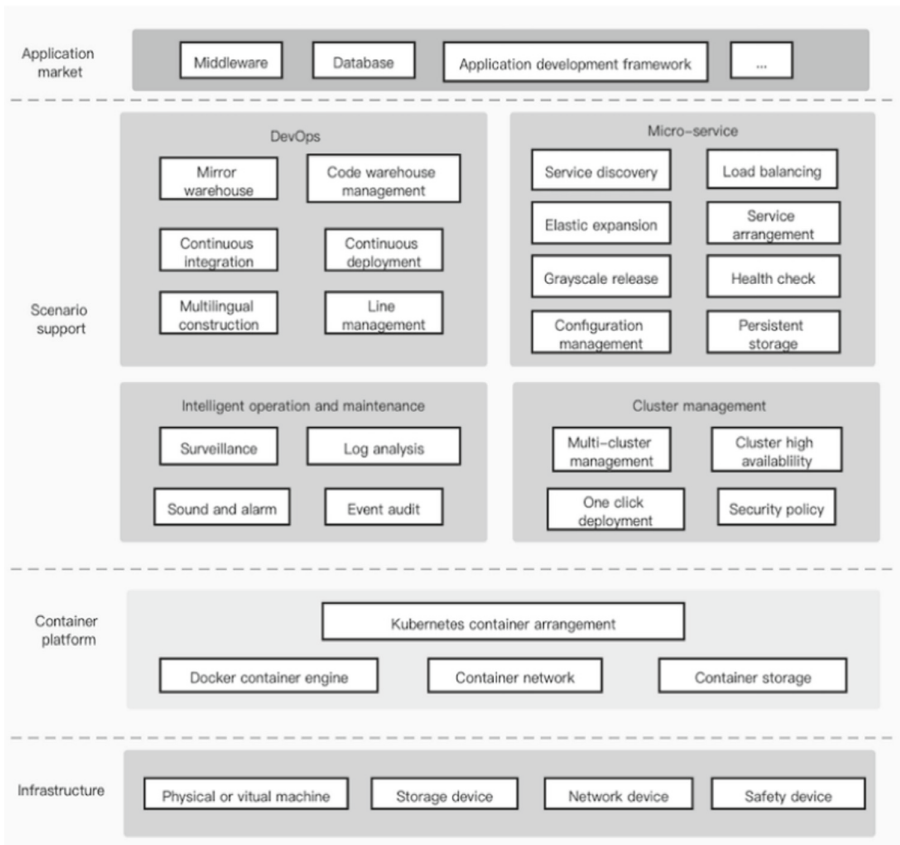 Application
market
Middleware
Database
Application development framework
...
Scenario
support
DevOps
Mirror
warehouse
Code warehouse
management
Continuous
integration
Continuous
deployment
Multilingual
construction
Line
management
Micro-service
Service discovery
Load balancing
Elastic expansion
Service
arrangement
Grayscale release
Health check
Configuration
management
Persistent
storage
Intelligent operation and maintenance
Surveillance
Log analysis
Sound and alarm
Event audit
Cluster management
Multi-cluster
management
Cluster high
availablility
One click
deployment
Security policy
Container
platform
Kubernetes container arrangement
Docker container engine
Container network
Container storage
Infrastructure
Physical or vitual machine
Storage device
Network device
Safety device